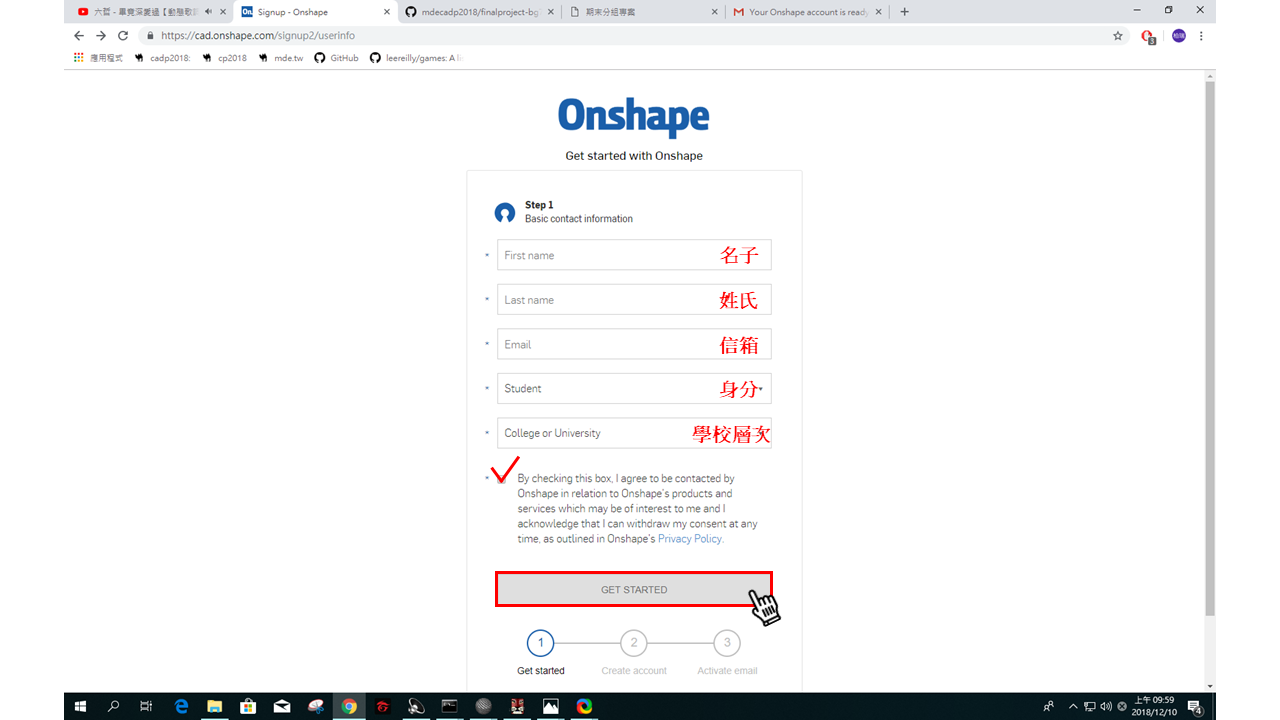 六哲 - 畢竟深愛過【動態歌詞
Signup - Onshape
mdecadp2018/finalproject-bg
期末分組專案
Your Onshape account is ready
https://cad.onshape.com/signup2/userinfo
3
應用程式
cadp2018:
cp2018
mde.tw
GitHub
leereilly/games: A li
Onshape
Get started with Onshape
Step 1
Basic contact information
* First name 名子
* Last name 姓氏
* Email 信箱
* Student 身分
* College or University 學校層次
* By checking this box, I agree to be contacted by
Onshape in relation to Onshape's products and
services which may be of interest to me and I
acknowledge that I can withdraw my consent at any
time, as outlined in Onshape's Privacy Policy.
GET STARTED
1 2 3
Get started Create account Activate email
上午 09:59
2018/12/10
4